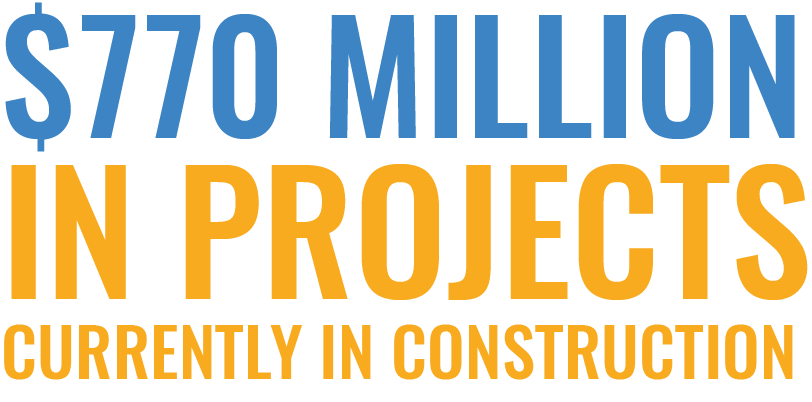 $770 MILLION
IN PROJECTS
CURRENTLY IN CONSTRUCTION